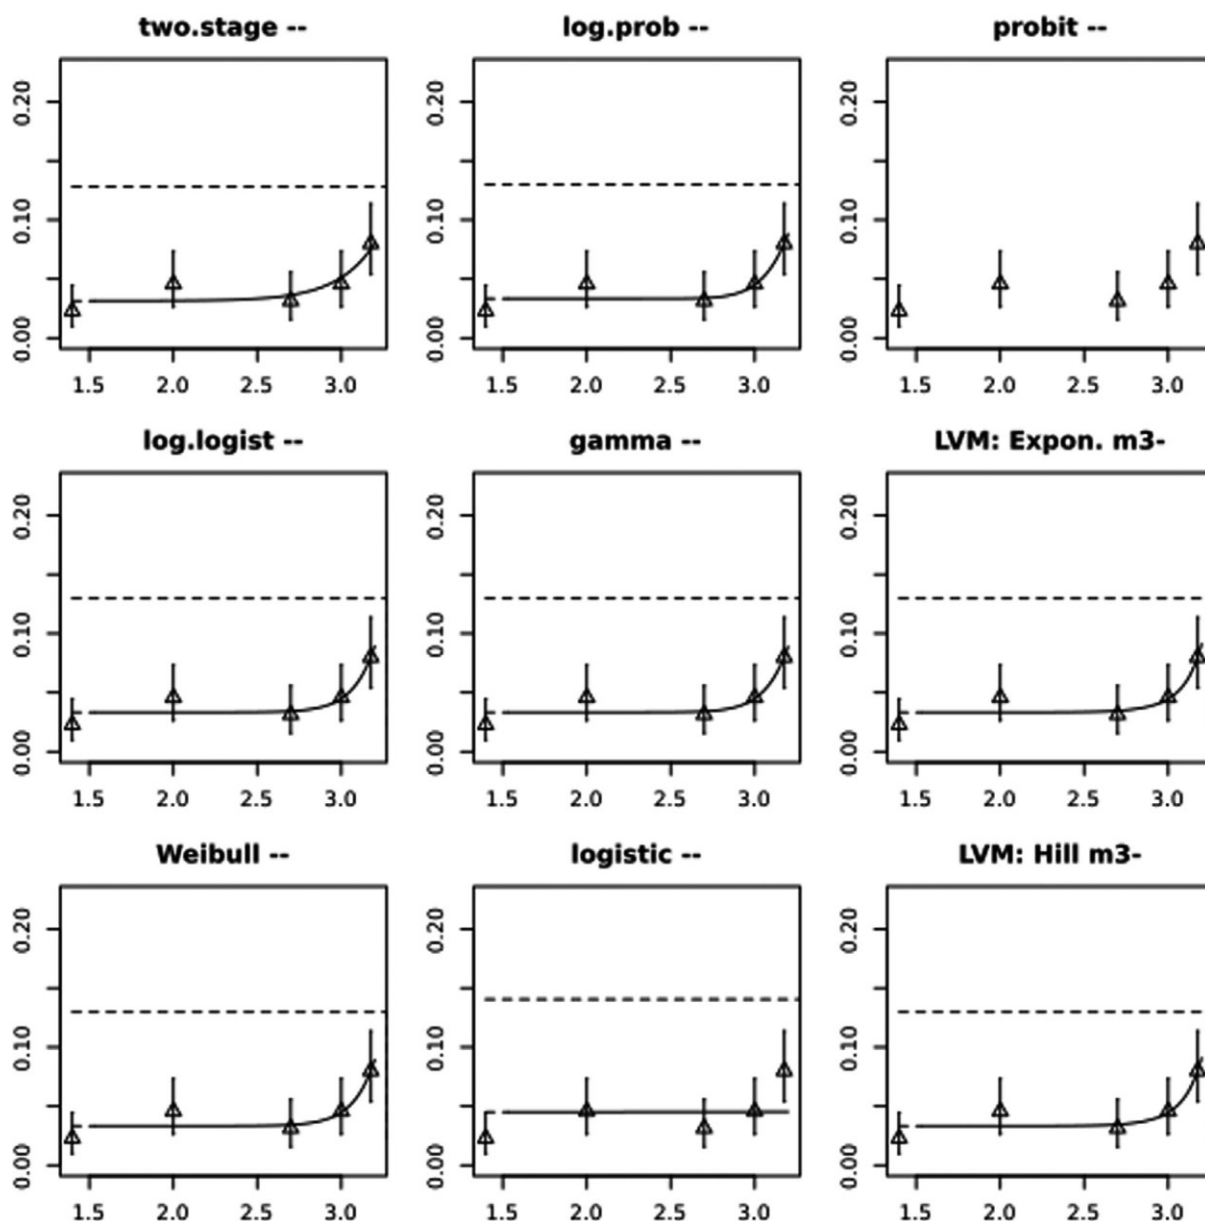 two.stage -- log.prob -- probit --
0.20 0.20 0.20
0.10 0.10 0.10
0.00 0.00 0.00
1.5 2.0 2.5 3.0 1.5 2.0 2.5 3.0 1.5 2.0 2.5 3.0
log.logist -- gamma -- LVM: Expon. m3-
0.20 0.20 0.20
0.10 0.10 0.10
0.00 0.00 0.00
1.5 2.0 2.5 3.0 1.5 2.0 2.5 3.0 1.5 2.0 2.5 3.0
Weibull -- logistic -- LVM: Hill m3-
0.20 0.20 0.20
0.10 0.10 0.10
0.00 0.00 0.00
1.5 2.0 2.5 3.0 1.5 2.0 2.5 3.0 1.5 2.0 2.5 3.0